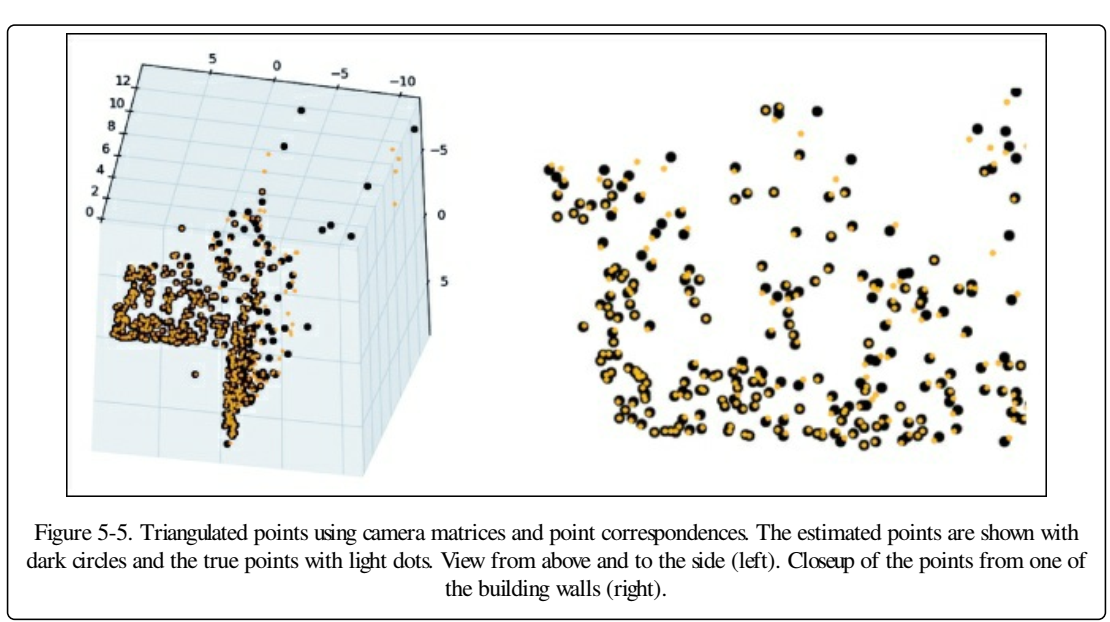 5 0 −5 −10
12
10
8
6
4
2
0
−5
0
5
Figure 5-5. Triangulated points using camera matrices and point correspondences. The estimated points are shown with
dark circles and the true points with light dots. View from above and to the side (left). Closeup of the points from one of
the building walls (right).